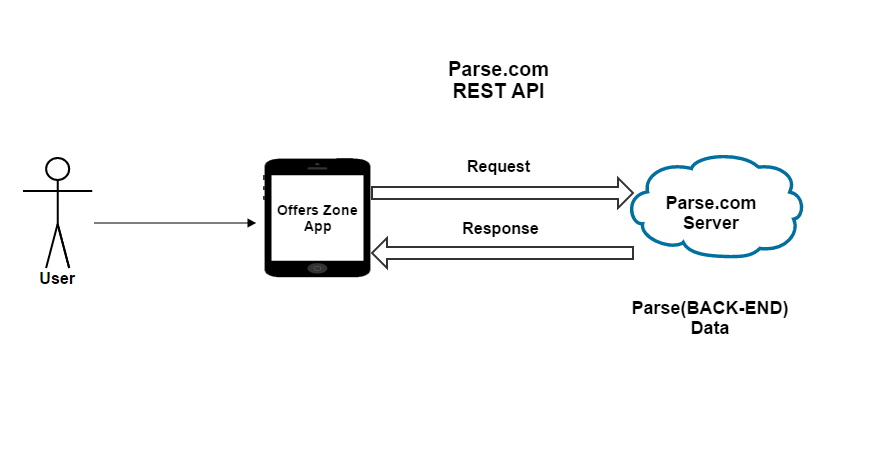 Parse.com
REST API
Request
Offers Zone
App
Parse.com
Server
Response
User
Parse(BACK-END)
Data